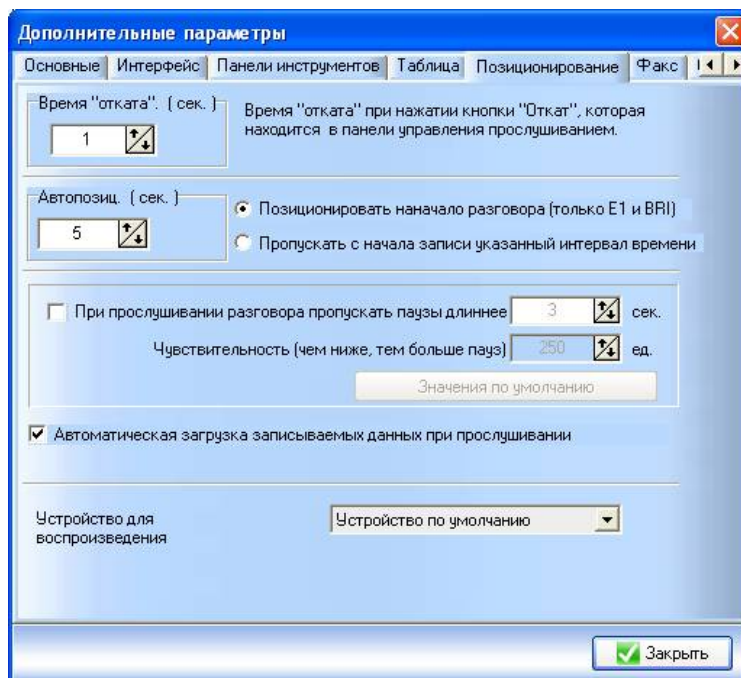 Дополнительные параметры
Основные Интерфейс Панели инструментов Таблица Позиционирование Факс
Время "отката". ( сек. )
1
Время "отката" при нажатии кнопки "Откат", которая
находится в панели управления прослушиванием.
Автопозиц. ( сек. )
5
Позиционировать наначало разговора (только E1 и BRI)
Пропускать с начала записи указанный интервал времени
При прослушивании разговора пропускать паузы длиннее 3 сек.
Чувствительность (чем ниже, тем больше пауз) 250 ед.
Значения по умолчанию
Автоматическая загрузка записываемых данных при прослушивании
Устройство для
воспроизведения
Устройство по умолчанию
Закрыть